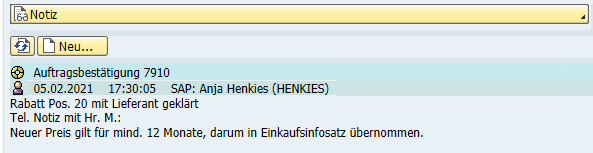 Notiz
Neu...
Auftragsbestätigung 7910
05.02.2021 17:30:05 SAP: Anja Henkies (HENKIES)
Rabatt Pos. 20 mit Lieferant geklärt
Tel. Notiz mit Hr. M.:
Neuer Preis gilt für mind. 12 Monate, darum in Einkaufsinfosatz übernommen.